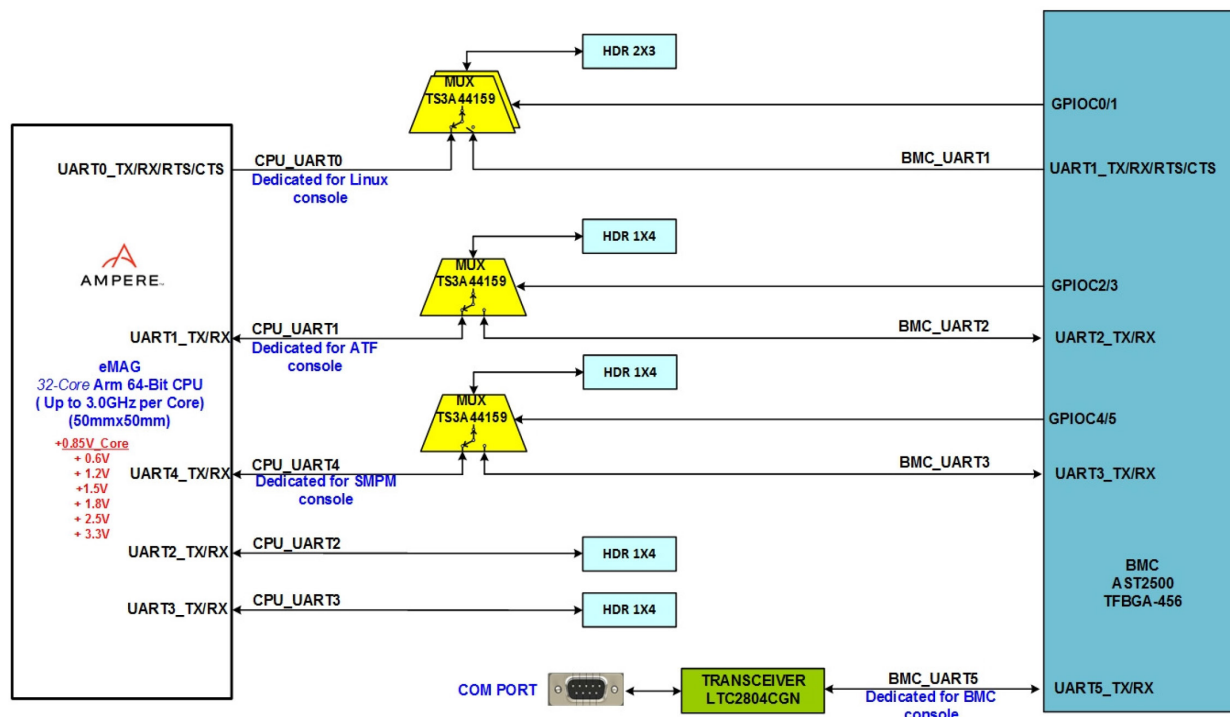 HDR 2X3
MUX
TS3A44159
GPIOC0/1
UART0_TX/RX/RTS/CTS
CPU_UART0
Dedicated for Linux
console
BMC_UART1
UART1_TX/RX/RTS/CTS
HDR 1X4
AMPERE™
MUX
TS3A44159
GPIOC2/3
UART1_TX/RX
CPU_UART1
Dedicated for ATF
console
BMC_UART2
UART2_TX/RX
eMAG
32-Core Arm 64-Bit CPU
( Up to 3.0GHz per Core)
(50mmx50mm)
HDR 1X4
MUX
TS3A44159
GPIOC4/5
+0.85V_Core
+ 0.6V
+ 1.2V
+1.5V
+ 1.8V
+ 2.5V
+ 3.3V
UART4_TX/RX
CPU_UART4
Dedicated for SMPM
console
BMC_UART3
UART3_TX/RX
UART2_TX/RX
CPU_UART2
HDR 1X4
UART3_TX/RX
CPU_UART3
HDR 1X4
BMC
AST2500
TFBGA-456
COM PORT
TRANSCEIVER
LTC2804CGN
BMC_UART5
Dedicated for BMC
console
UART5_TX/RX